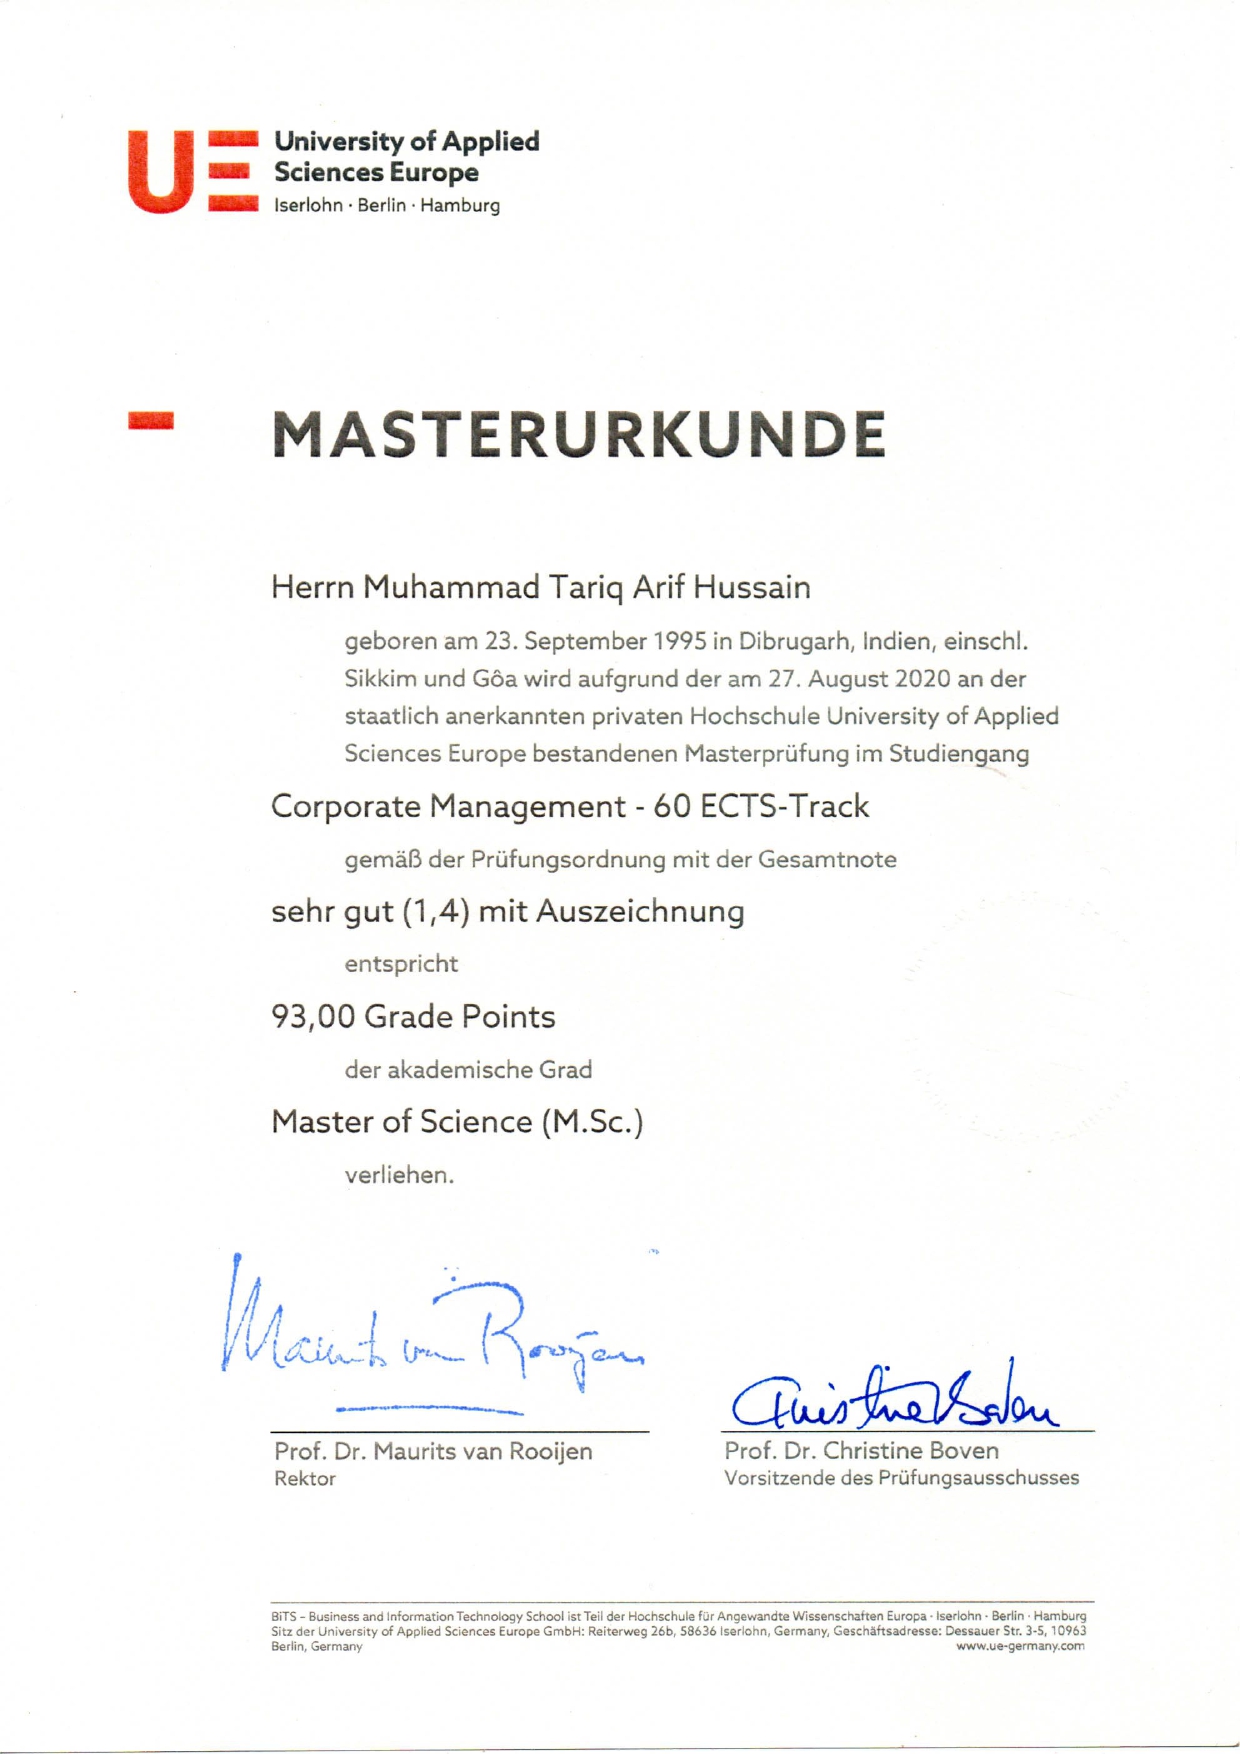 UE University of Applied
Sciences Europe
Iserlohn · Berlin · Hamburg
MASTERURKUNDE
Herrn Muhammad Tariq Arif Hussain
geboren am 23. September 1995 in Dibrugarh, Indien, einschl.
Sikkim und Gôa wird aufgrund der am 27. August 2020 an der
staatlich anerkannten privaten Hochschule University of Applied
Sciences Europe bestandenen Masterprüfung im Studiengang
Corporate Management - 60 ECTS-Track
gemäß der Prüfungsordnung mit der Gesamtnote
sehr gut (1,4) mit Auszeichnung
entspricht
93,00 Grade Points
der akademische Grad
Master of Science (M.Sc.)
verliehen.
Maurits van Rooijen
Christine Boven
Prof. Dr. Maurits van Rooijen
Rektor
Prof. Dr. Christine Boven
Vorsitzende des Prüfungsausschusses
BiTS – Business and Information Technology School ist Teil der Hochschule für Angewandte Wissenschaften Europa · Iserlohn · Berlin · Hamburg
Sitz der University of Applied Sciences Europe GmbH: Reiterweg 26b, 58636 Iserlohn, Germany, Geschäftsadresse: Dessauer Str. 3-5, 10963
Berlin, Germany www.ue-germany.com